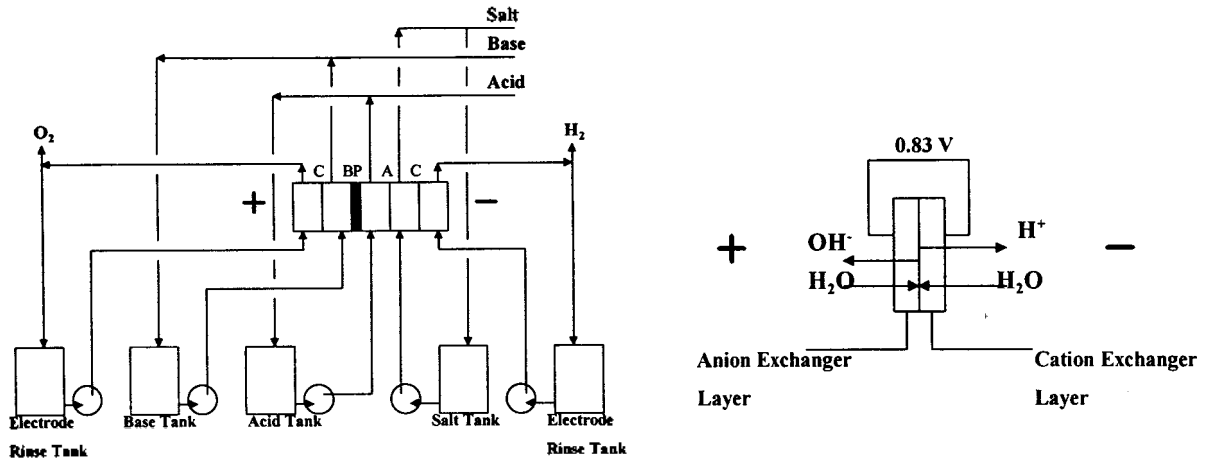 Salt
Base
Acid
O₂
H₂
C BP A C
+ −
Electrode
Rinse Tank
Base Tank
Acid Tank
Salt Tank
Electrode
Rinse Tank
0.83 V
+ −
OH⁻ H⁺
H₂O H₂O
Anion Exchanger
Layer
Cation Exchanger
Layer